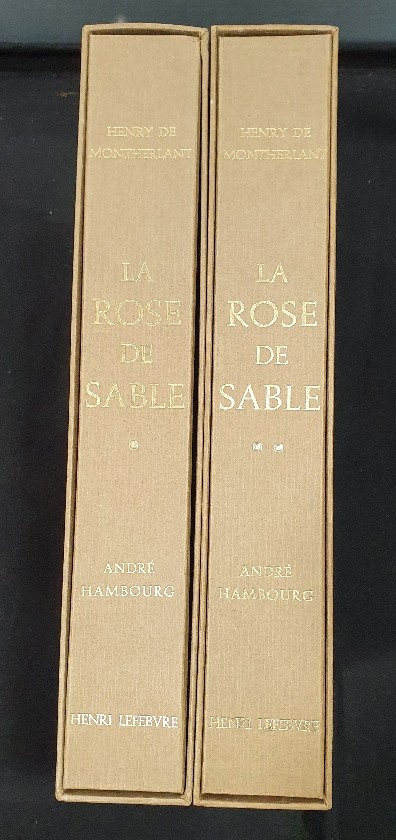 HENRY DE
MONTHERLANT
LA
ROSE
DE
SABLE
ANDRÉ
HAMBOURG
HENRI LEFEBVRE
HENRY DE
MONTHERLANT
LA
ROSE
DE
SABLE
ANDRÉ
HAMBOURG
HENRI LEFEBVRE